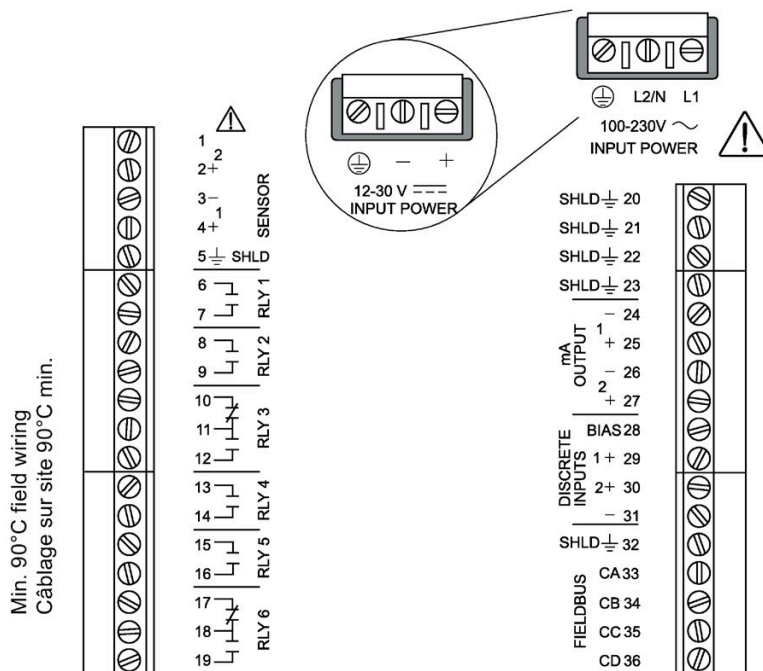 L2/N L1
100-230V
INPUT POWER
− +
12-30 V
INPUT POWER
Min. 90°C field wiring
Câblage sur site 90°C min.
1
2+
2
3−
4+
1
5 SHLD
SENSOR
6
7
RLY 1
8
9
RLY 2
10
11
12
RLY 3
13
14
RLY 4
15
16
RLY 5
17
18
19
RLY 6
SHLD 20
SHLD 21
SHLD 22
SHLD 23
− 24
1
+ 25
− 26
2
+ 27
mA
OUTPUT
BIAS 28
1 + 29
2+ 30
− 31
DISCRETE
INPUTS
SHLD 32
CA 33
CB 34
CC 35
CD 36
FIELDBUS